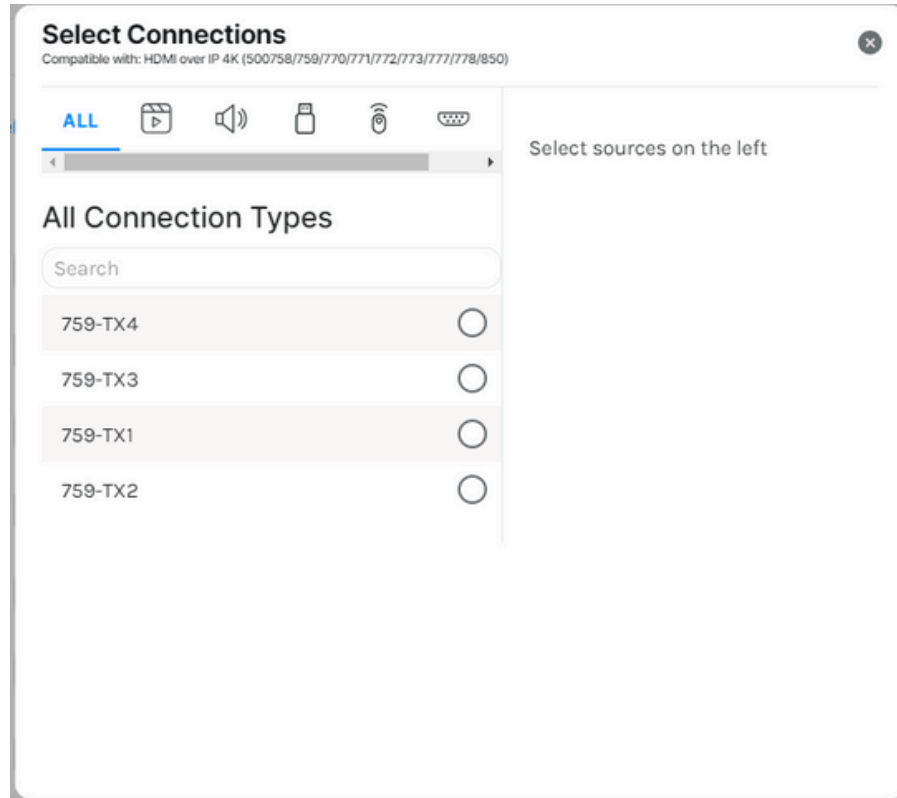 Select Connections
Compatible with: HDMI over IP 4K (500758/759/770/771/772/773/777/778/850)
ALL
Select sources on the left
All Connection Types
Search
759-TX4
759-TX3
759-TX1
759-TX2